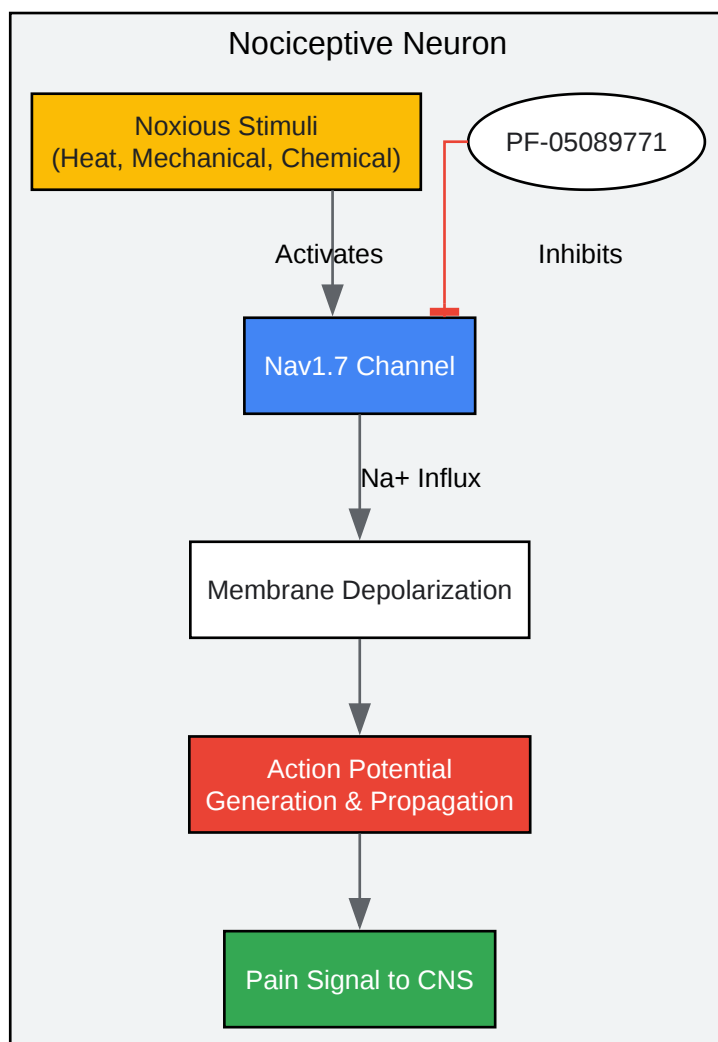 Nociceptive Neuron
Noxious Stimuli
(Heat, Mechanical, Chemical)
PF-05089771
Activates
Inhibits
Nav1.7 Channel
Na+ Influx
Membrane Depolarization
Action Potential
Generation & Propagation
Pain Signal to CNS